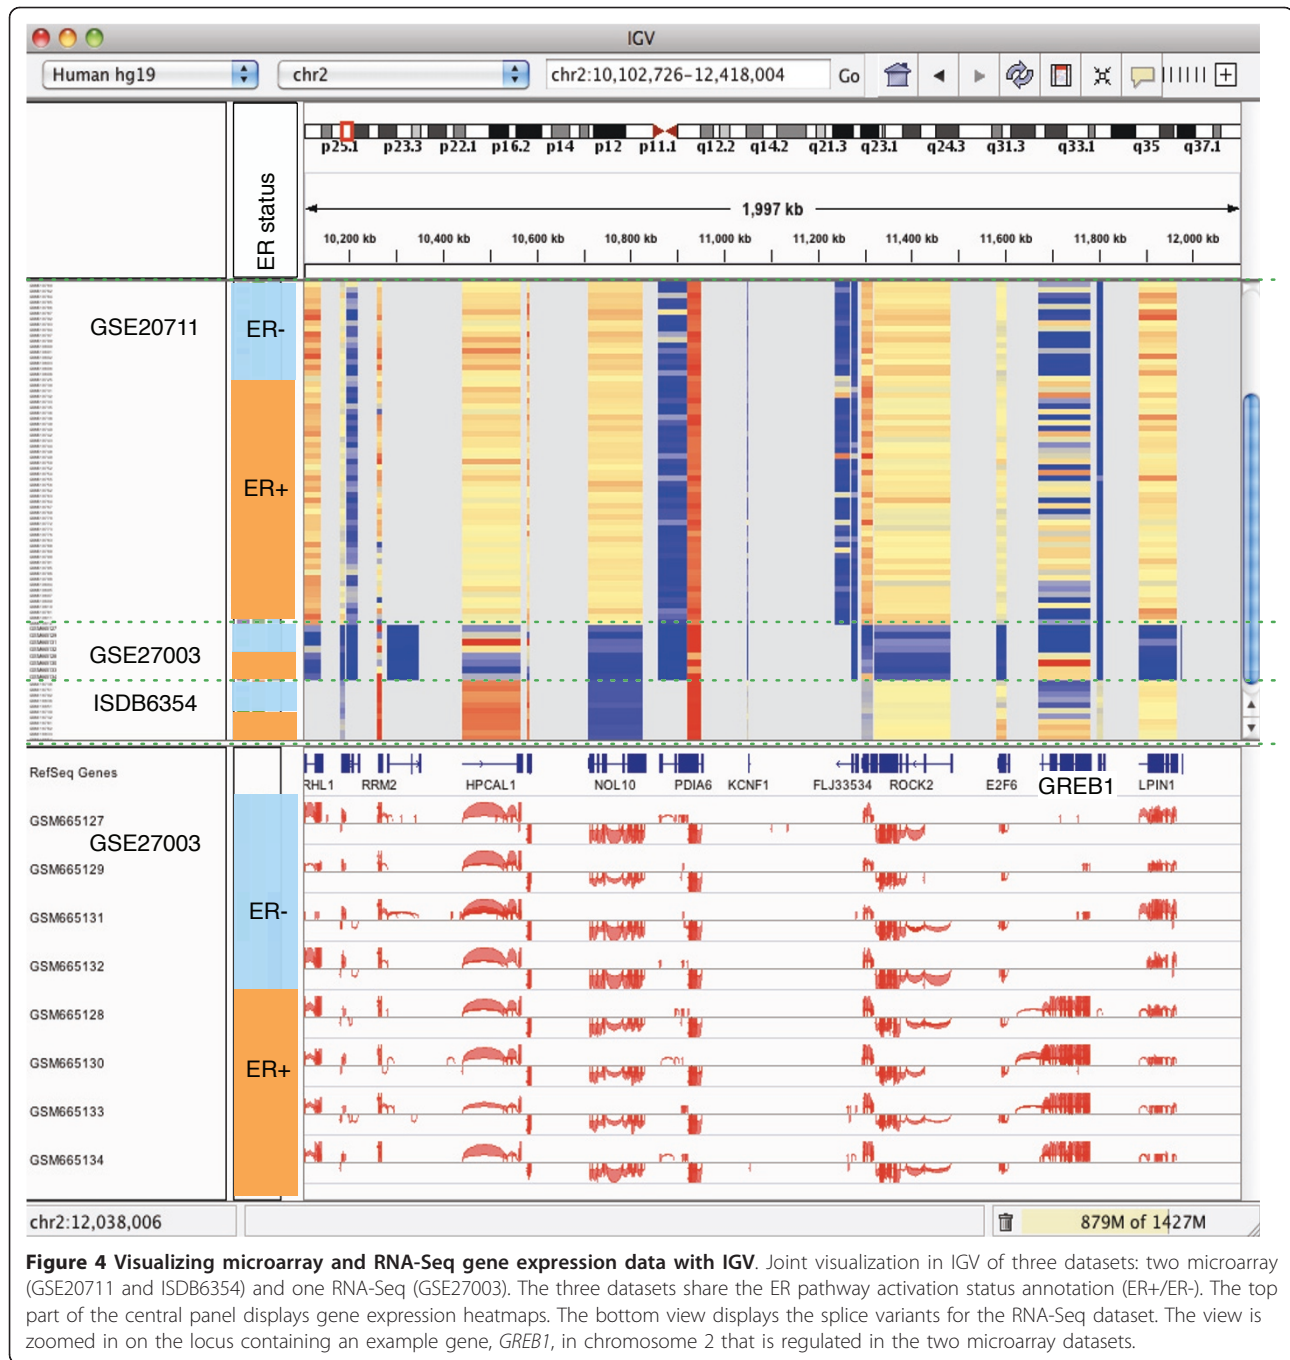 IGV
Human hg19 chr2 chr2:10,102,726-12,418,004 Go
ER status
p25.1 p23.3 p22.1 p16.2 p14 p12 p11.1 q12.2 q14.2 q21.3 q23.1 q24.3 q31.3 q33.1 q35 q37.1
1,997 kb
10,200 kb 10,400 kb 10,600 kb 10,800 kb 11,000 kb 11,200 kb 11,400 kb 11,600 kb 11,800 kb 12,000 kb
GSE20711 ER-
ER+
GSE27003
ISDB6354
RefSeq Genes
RHL1 RRM2 HPCAL1 NOL10 PDIA6 KCNF1 FLJ33534 ROCK2 E2F6 GREB1 LPIN1
GSM665127
GSE27003
GSM665129
GSM665131 ER-
GSM665132
GSM665128
GSM665130 ER+
GSM665133
GSM665134
chr2:12,038,006 879M of 1427M
Figure 4 Visualizing microarray and RNA-Seq gene expression data with IGV. Joint visualization in IGV of three datasets: two microarray
(GSE20711 and ISDB6354) and one RNA-Seq (GSE27003). The three datasets share the ER pathway activation status annotation (ER+/ER-). The top
part of the central panel displays gene expression heatmaps. The bottom view displays the splice variants for the RNA-Seq dataset. The view is
zoomed in on the locus containing an example gene, GREB1, in chromosome 2 that is regulated in the two microarray datasets.